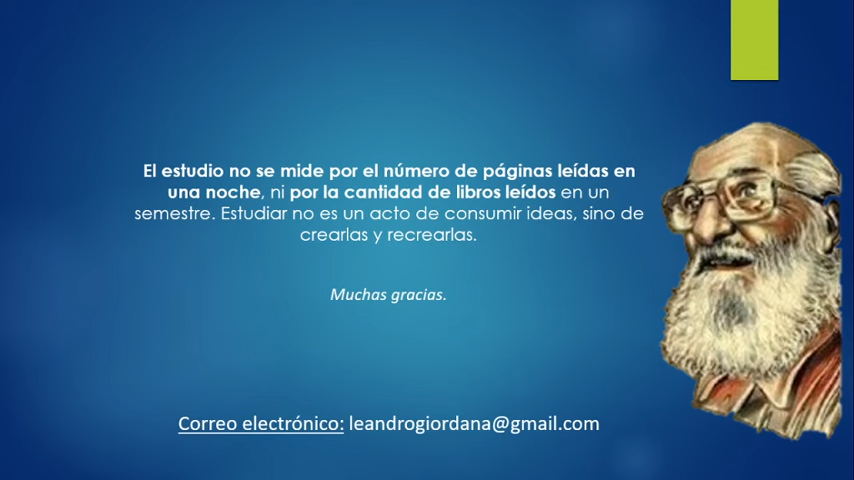 El estudio no se mide por el número de páginas leídas en
una noche, ni por la cantidad de libros leídos en un
semestre. Estudiar no es un acto de consumir ideas, sino de
crearlas y recrearlas.
Muchas gracias.
Correo electrónico: leandrogiordana@gmail.com